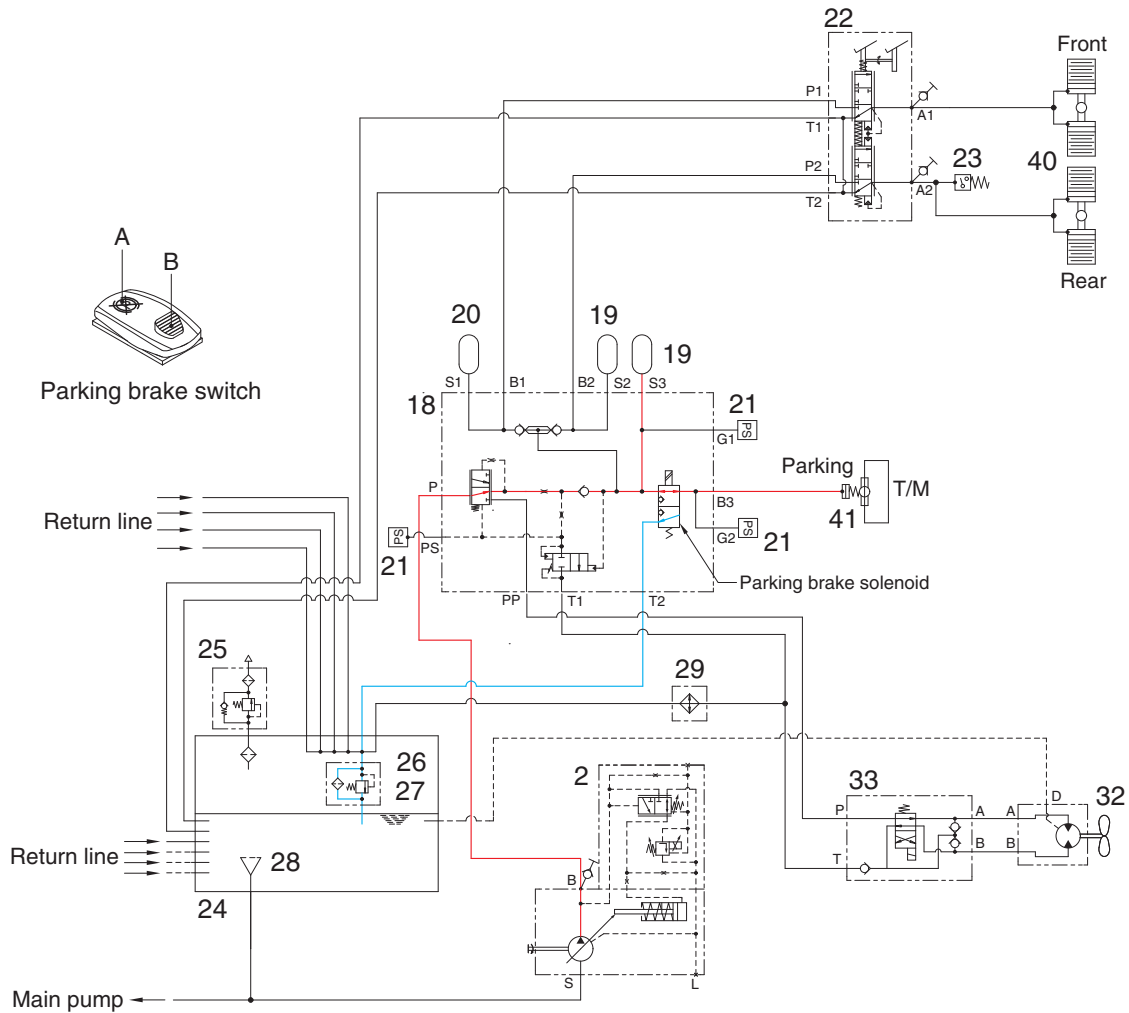 22
Front
P1
A1
T1
23
P2
40
A2
T2
A
B
Rear
Parking brake switch
20
19
19
S1
B1
B2
S2
S3
18
21
PS
G1
P
Parking
T/M
B3
41
PS
G2
21
PS
PS
21
Return line
Parking brake solenoid
PP
T1
T2
25
29
26
27
2
33
D
32
P
A
A
B
B
T
Return line
28
B
24
S
L
Main pump